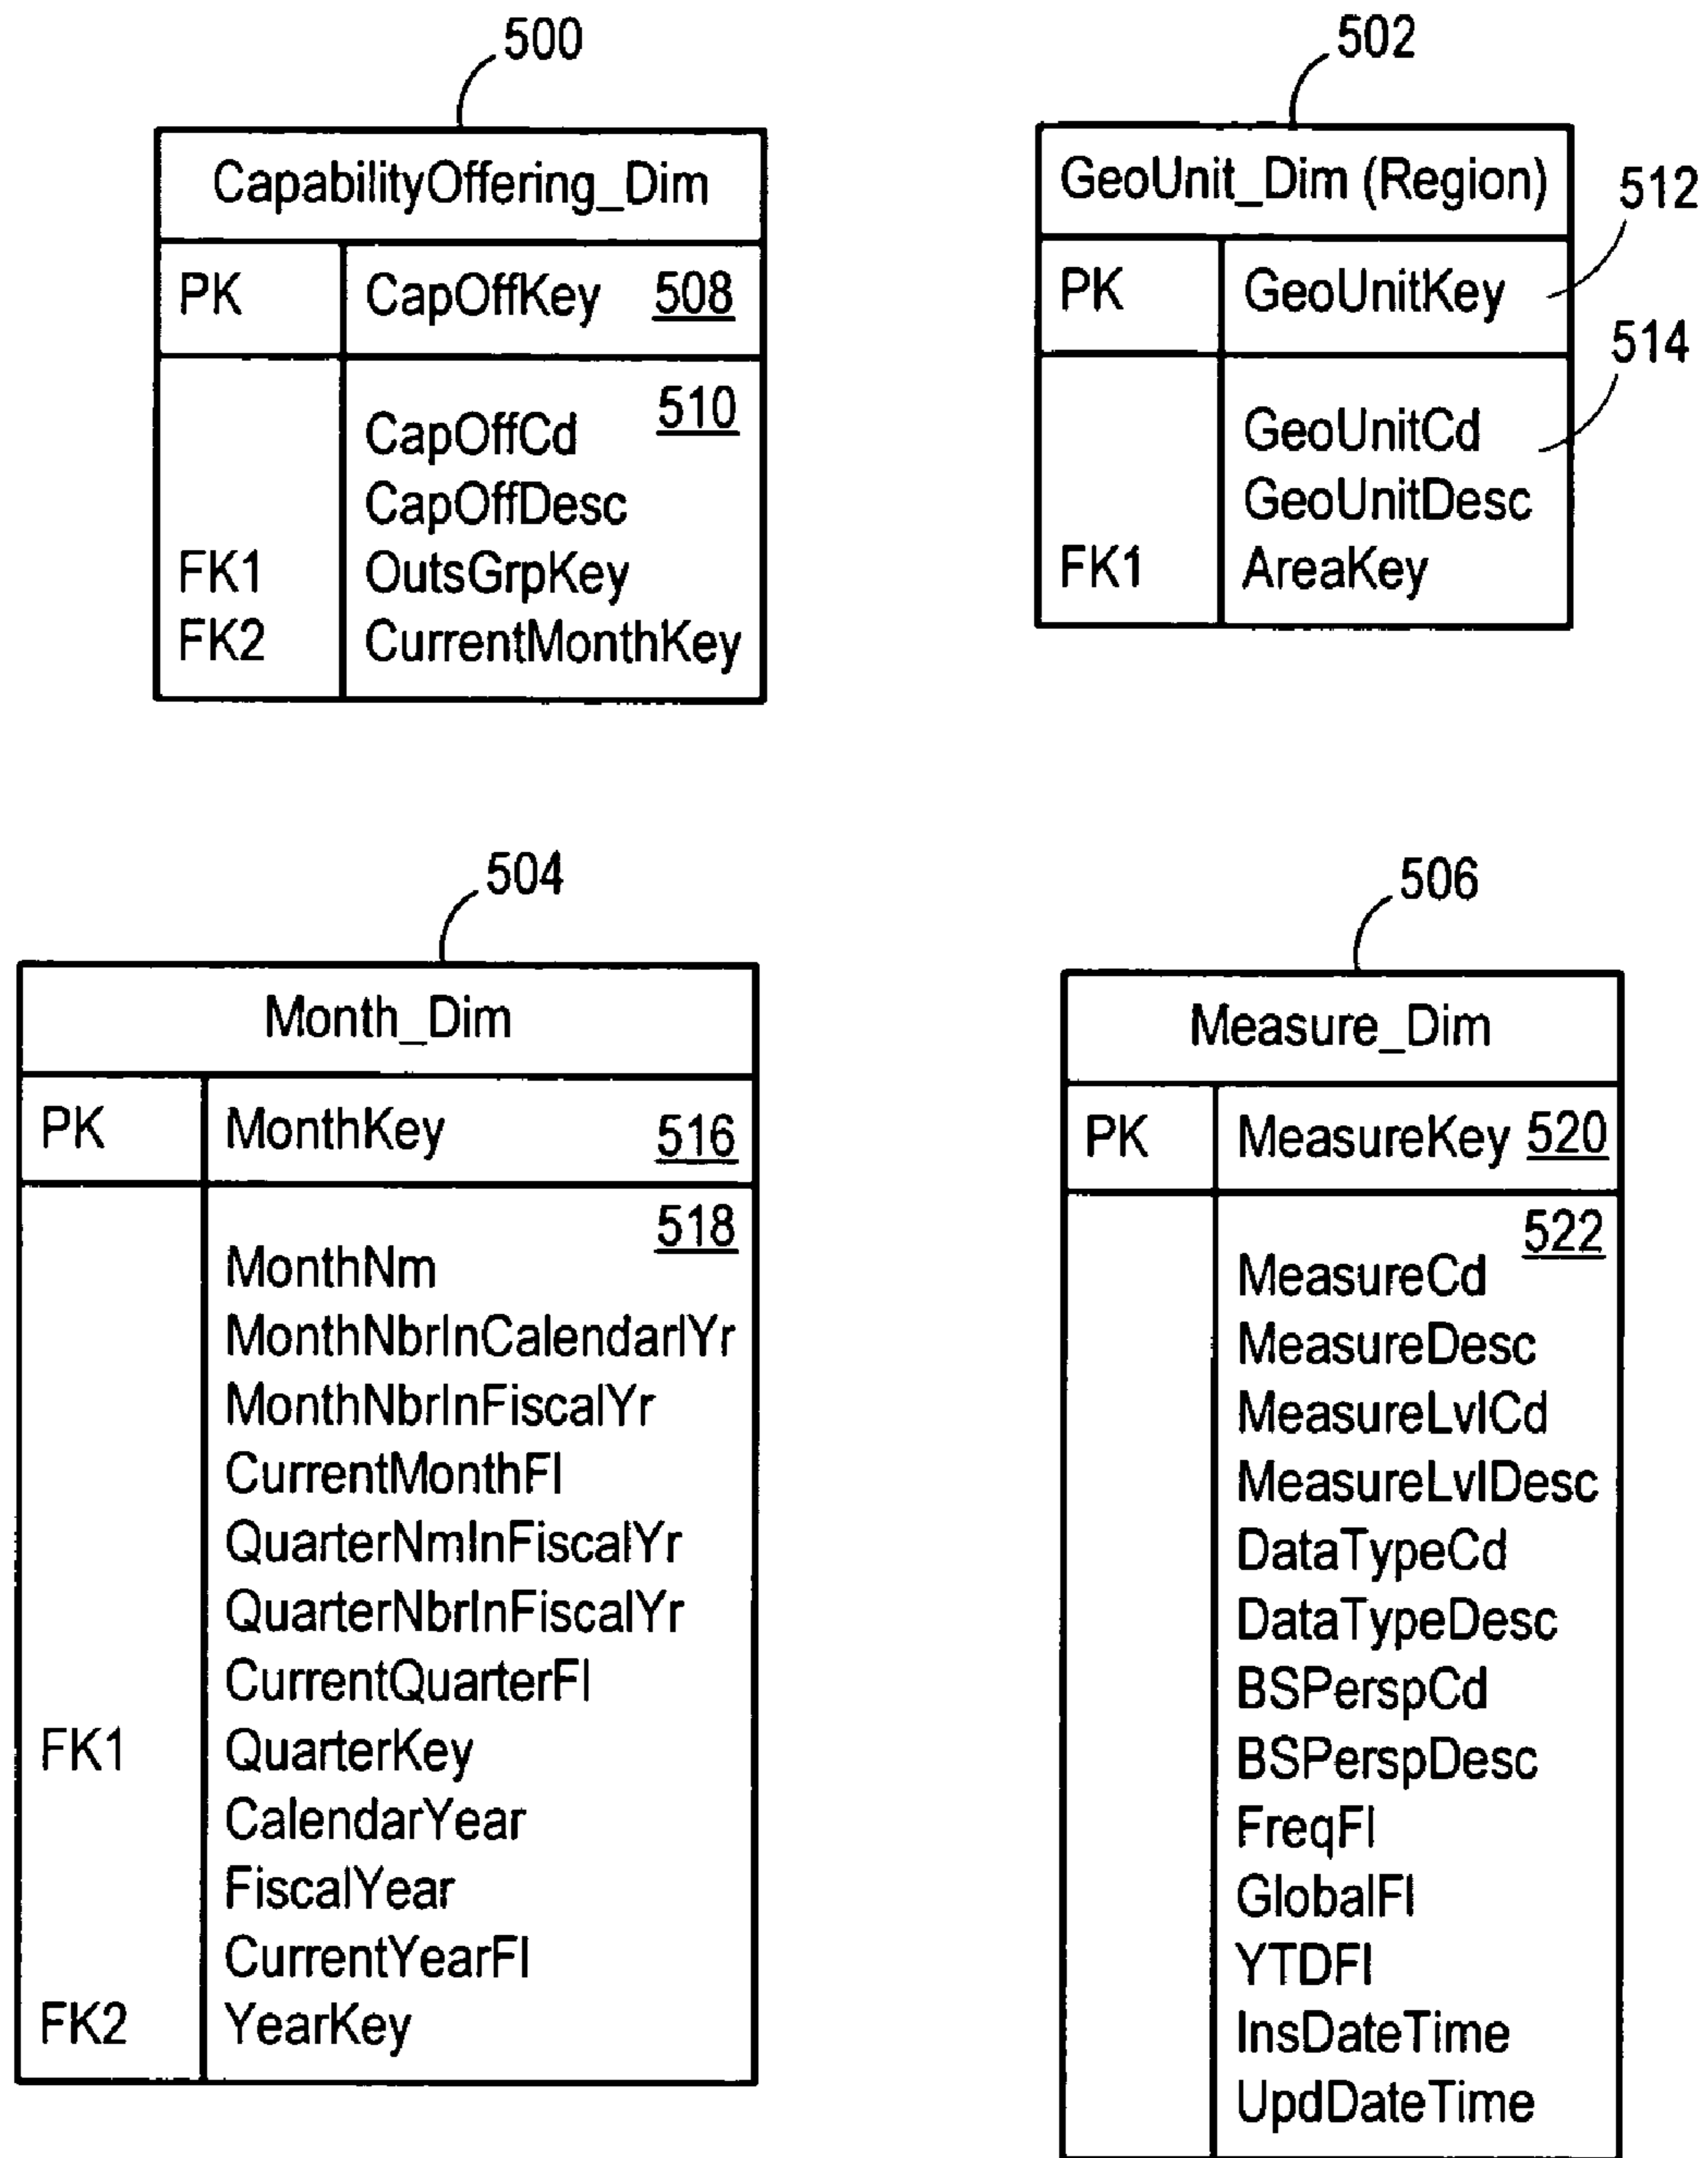 500
CapabilityOffering_Dim
PK CapOffKey 508
510
CapOffCd
CapOffDesc
FK1 OutsGrpKey
FK2 CurrentMonthKey
502
GeoUnit_Dim (Region)
512
PK GeoUnitKey
514
GeoUnitCd
GeoUnitDesc
FK1 AreaKey
504
Month_Dim
PK MonthKey 516
518
MonthNm
MonthNbrInCalendarlYr
MonthNbrInFiscalYr
CurrentMonthFl
QuarterNmInFiscalYr
QuarterNbrInFiscalYr
CurrentQuarterFl
FK1 QuarterKey
CalendarYear
FiscalYear
CurrentYearFl
FK2 YearKey
506
Measure_Dim
PK MeasureKey 520
522
MeasureCd
MeasureDesc
MeasureLvlCd
MeasureLvlDesc
DataTypeCd
DataTypeDesc
BSPerspCd
BSPerspDesc
FreqFl
GlobalFl
YTDFl
InsDateTime
UpdDateTime